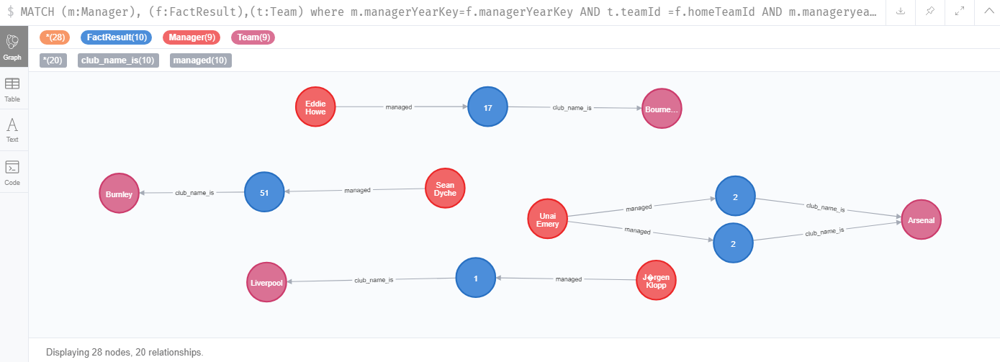 $ MATCH (m:Manager), (f:FactResult),(t:Team) where m.managerYearKey=f.managerYearKey AND t.teamId =f.homeTeamId AND m.manageryea…
Graph
Table
Text
Code
*(28) FactResult(10) Manager(9) Team(9)
*(20) club_name_is(10) managed(10)
Eddie
Howe
managed
17
club_name_is
Bourne…
Burnley
club_name_is
51
managed
Sean
Dyche
Unai
Emery
managed
managed
2
2
club_name_is
club_name_is
Arsenal
Liverpool
club_name_is
1
managed
J�rgen
Klopp
Displaying 28 nodes, 20 relationships.